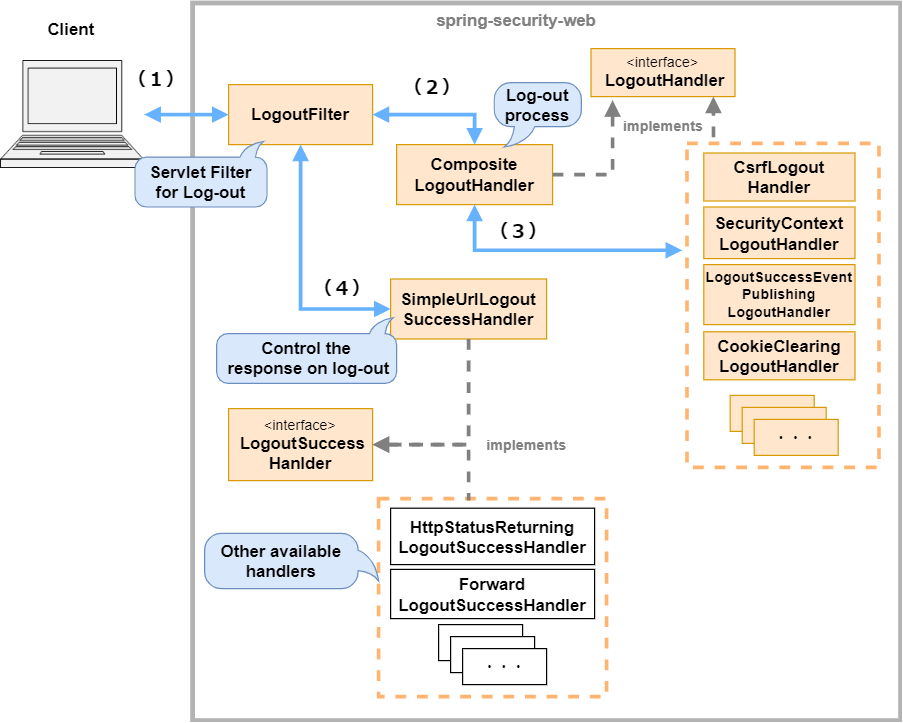 spring-security-web
Client
(1)
LogoutFilter
Servlet Filter
for Log-out
(2)
Log-out
process
Composite
LogoutHandler
<interface>
LogoutHandler
implements
(3)
CsrfLogout
Handler
SecurityContext
LogoutHandler
LogoutSuccessEvent
Publishing
LogoutHandler
CookieClearing
LogoutHandler
・・・
(4)
SimpleUrlLogout
SuccessHandler
Control the
response on log-out
<interface>
LogoutSuccess
Hanlder
implements
Other available
handlers
HttpStatusReturning
LogoutSuccessHandler
Forward
LogoutSuccessHandler
・・・